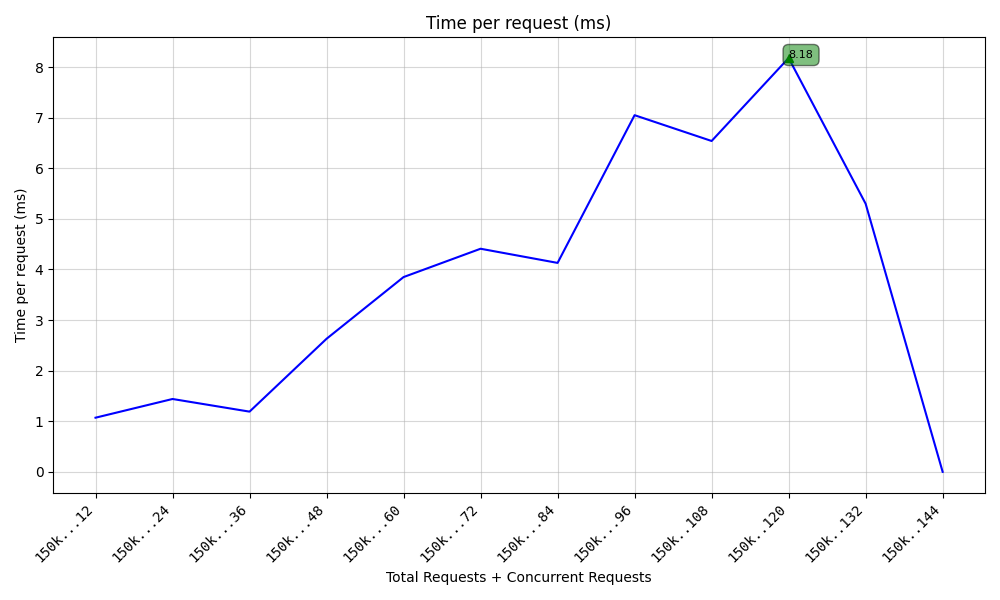 Time per request (ms)
8.18
8
7
6
5
4
3
2
1
0
Time per request (ms)
150k...12
150k...24
150k...36
150k...48
150k...60
150k...72
150k...84
150k...96
150k..108
150k..120
150k..132
150k..144
Total Requests + Concurrent Requests